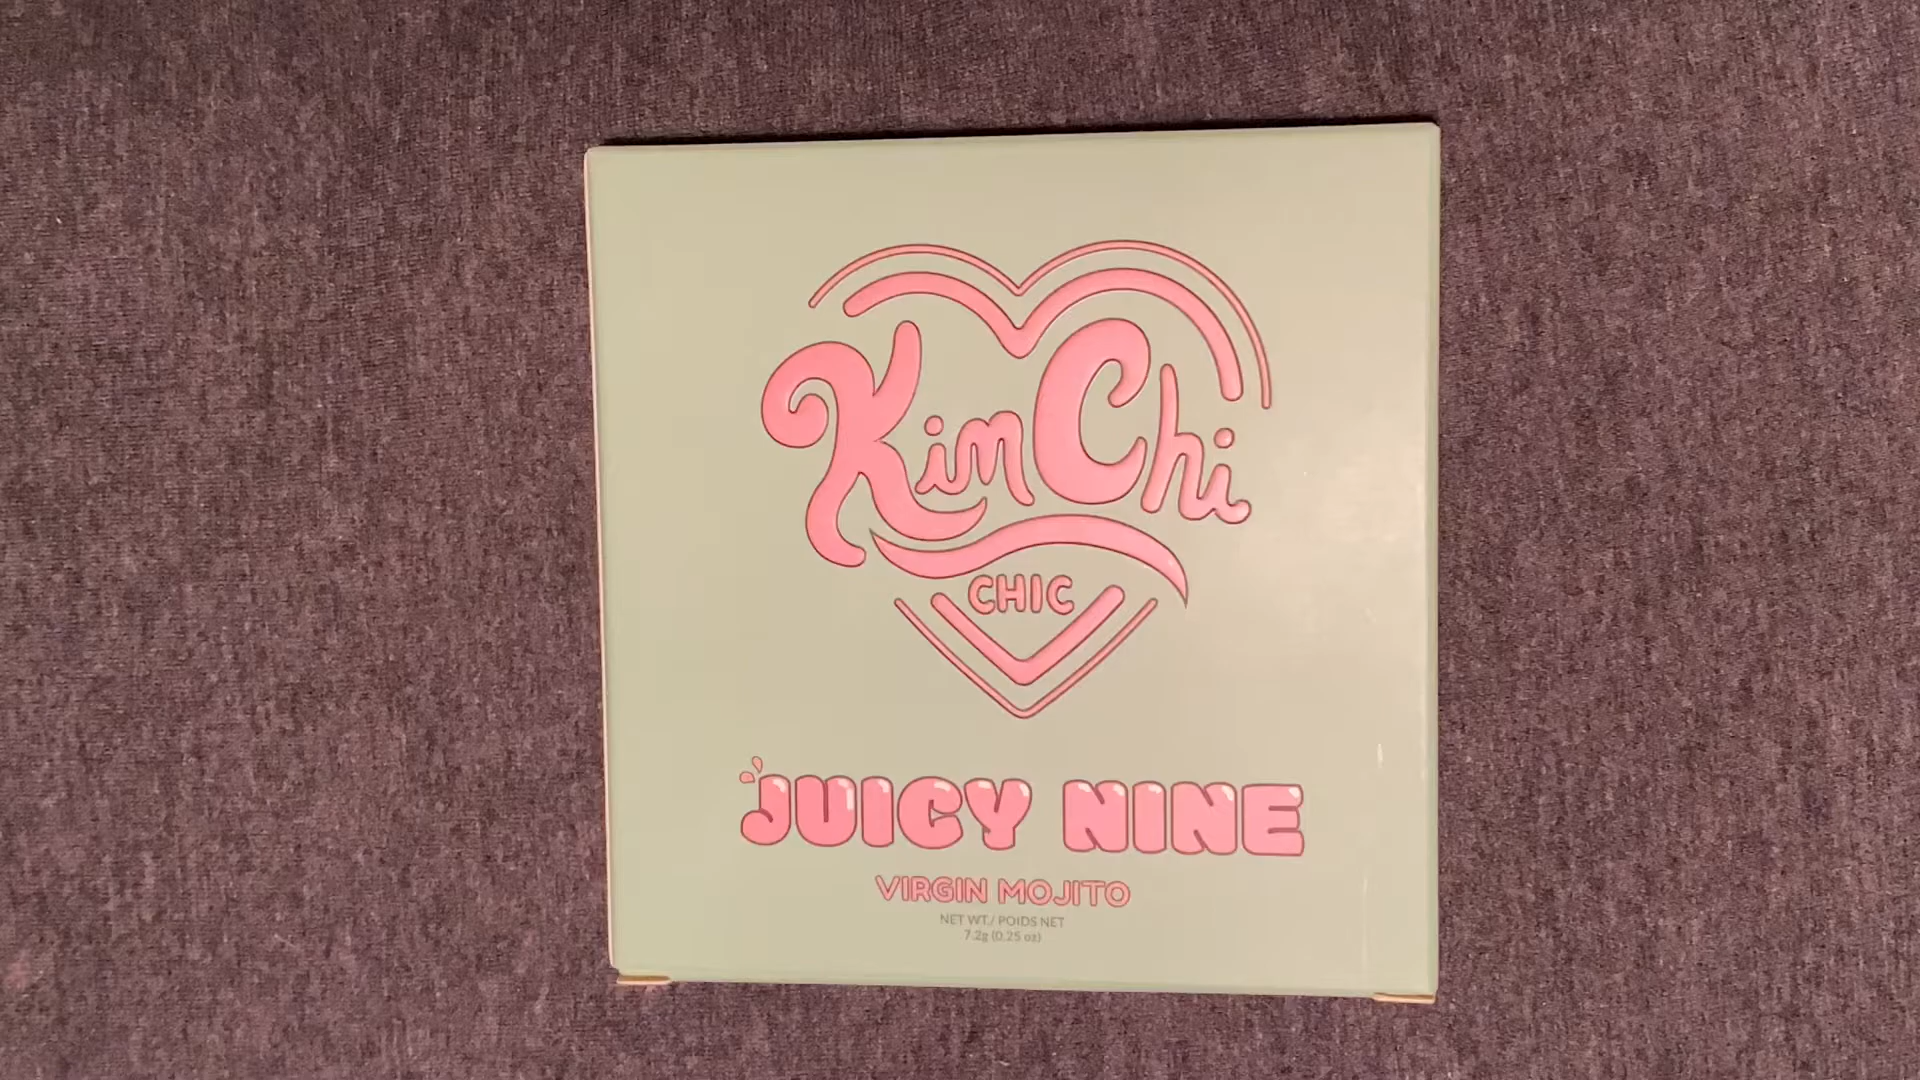 KimChi
CHIC
JUICY NINE
VIRGIN MOJITO
NET WT./ POIDS NET
7.2g (0.25 oz)